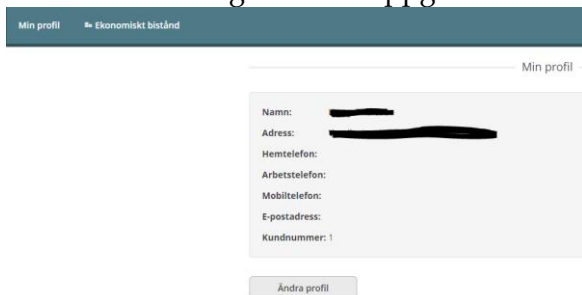 Min profil Ekonomiskt bistånd
Min profil
Namn:
Adress:
Hemtelefon:
Arbetstelefon:
Mobiltelefon:
E-postadress:
Kundnummer: 1
Ändra profil